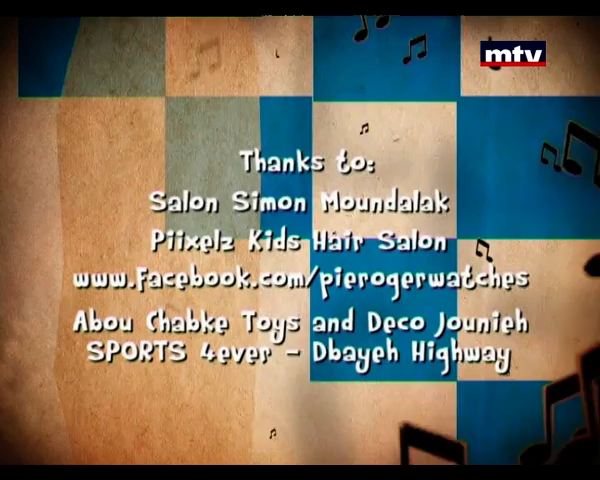 mtv
Thanks to:
Salon Simon Moundalak
Piixelz Kids Hair Salon
www.Facebook.com/pierogerwatches
Abou Chabke Toys and Deco Jounieh
SPORTS 4ever - Dbayeh Highway